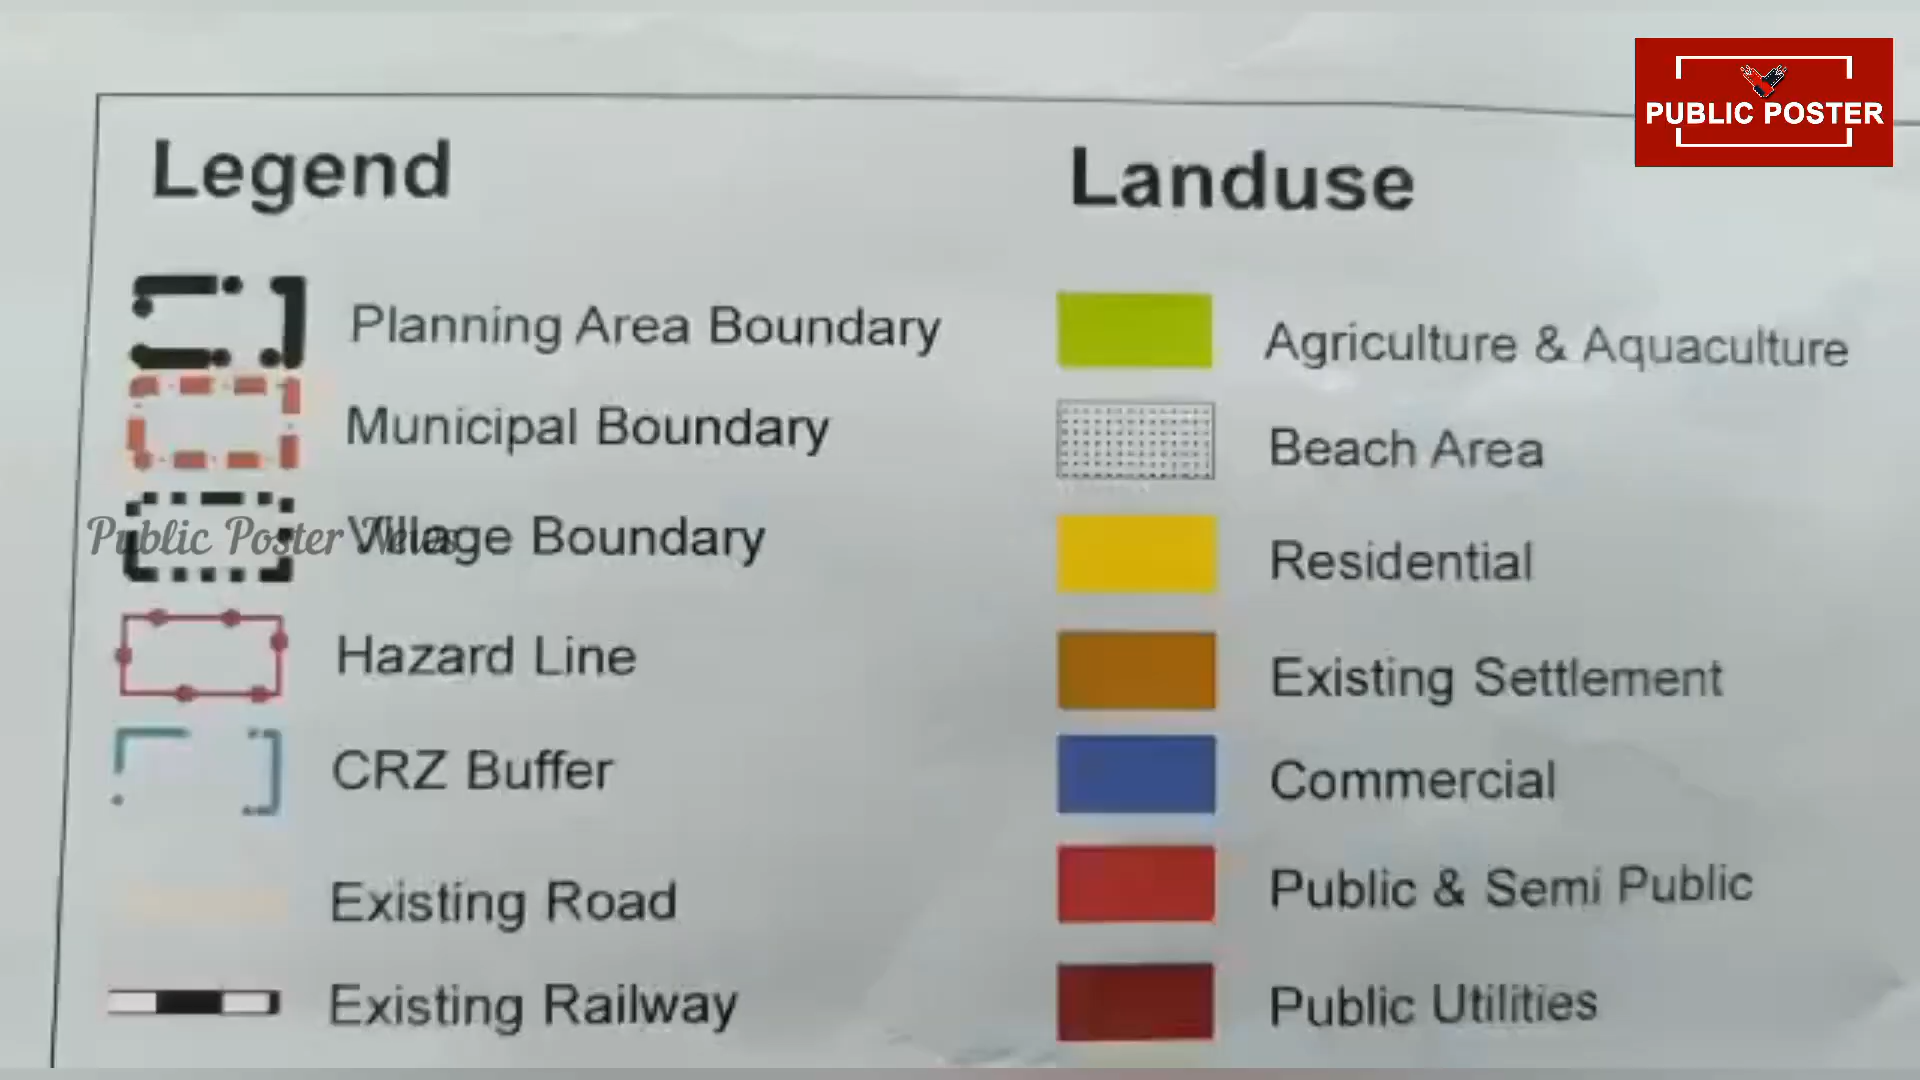 PUBLIC POSTER
Legend
Planning Area Boundary
Municipal Boundary
Village Boundary
Public Poster News
Hazard Line
CRZ Buffer
Existing Road
Existing Railway
Landuse
Agriculture & Aquaculture
Beach Area
Residential
Existing Settlement
Commercial
Public & Semi Public
Public Utilities